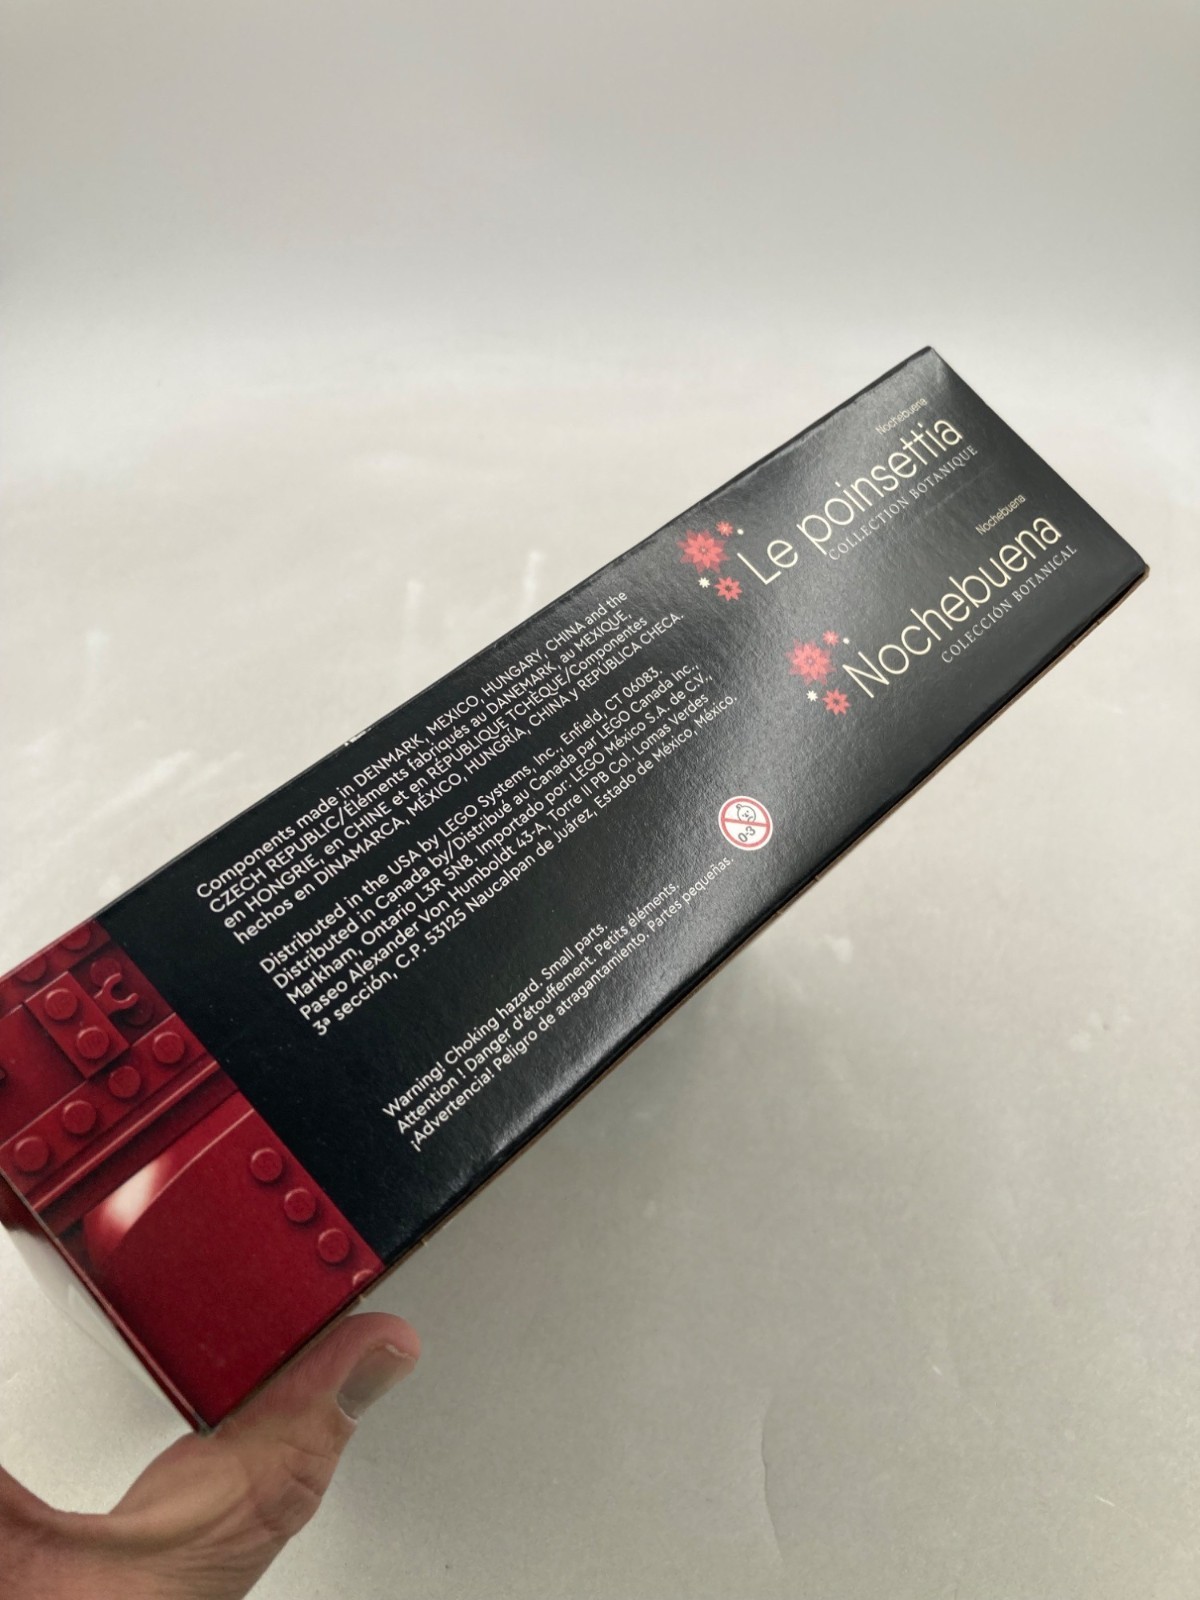 Nochebuena
Le poinsettia
COLLECTION BOTANIQUE
Nochebuena
Nochebuena
COLECCIÓN BOTANICAL
Components made in DENMARK, MEXICO, HUNGARY, CHINA and the
CZECH REPUBLIC/Éléments fabriqués au DANEMARK, au MEXIQUE,
en HONGRIE, en CHINE et en RÉPUBLIQUE TCHÈQUE/Componentes
hechos en DINAMARCA, MÉXICO, HUNGRÍA, CHINA y REPÚBLICA CHECA.
Distributed in the USA by LEGO Systems, Inc., Enfield, CT 06083.
Distributed in Canada by/Distribué au Canada par LEGO Canada Inc.,
Markham, Ontario L3R 5N8. Importado por: LEGO México S.A. de C.V.,
Paseo Alexander Von Humboldt 43-A, Torre II PB Col. Lomas Verdes
3ª sección, C.P. 53125 Naucalpan de Juárez, Estado de México, México.
Warning! Choking hazard. Small parts.
Attention ! Danger d'étouffement. Petits éléments.
¡Advertencia! Peligro de atragantamiento. Partes pequeñas.
0-3